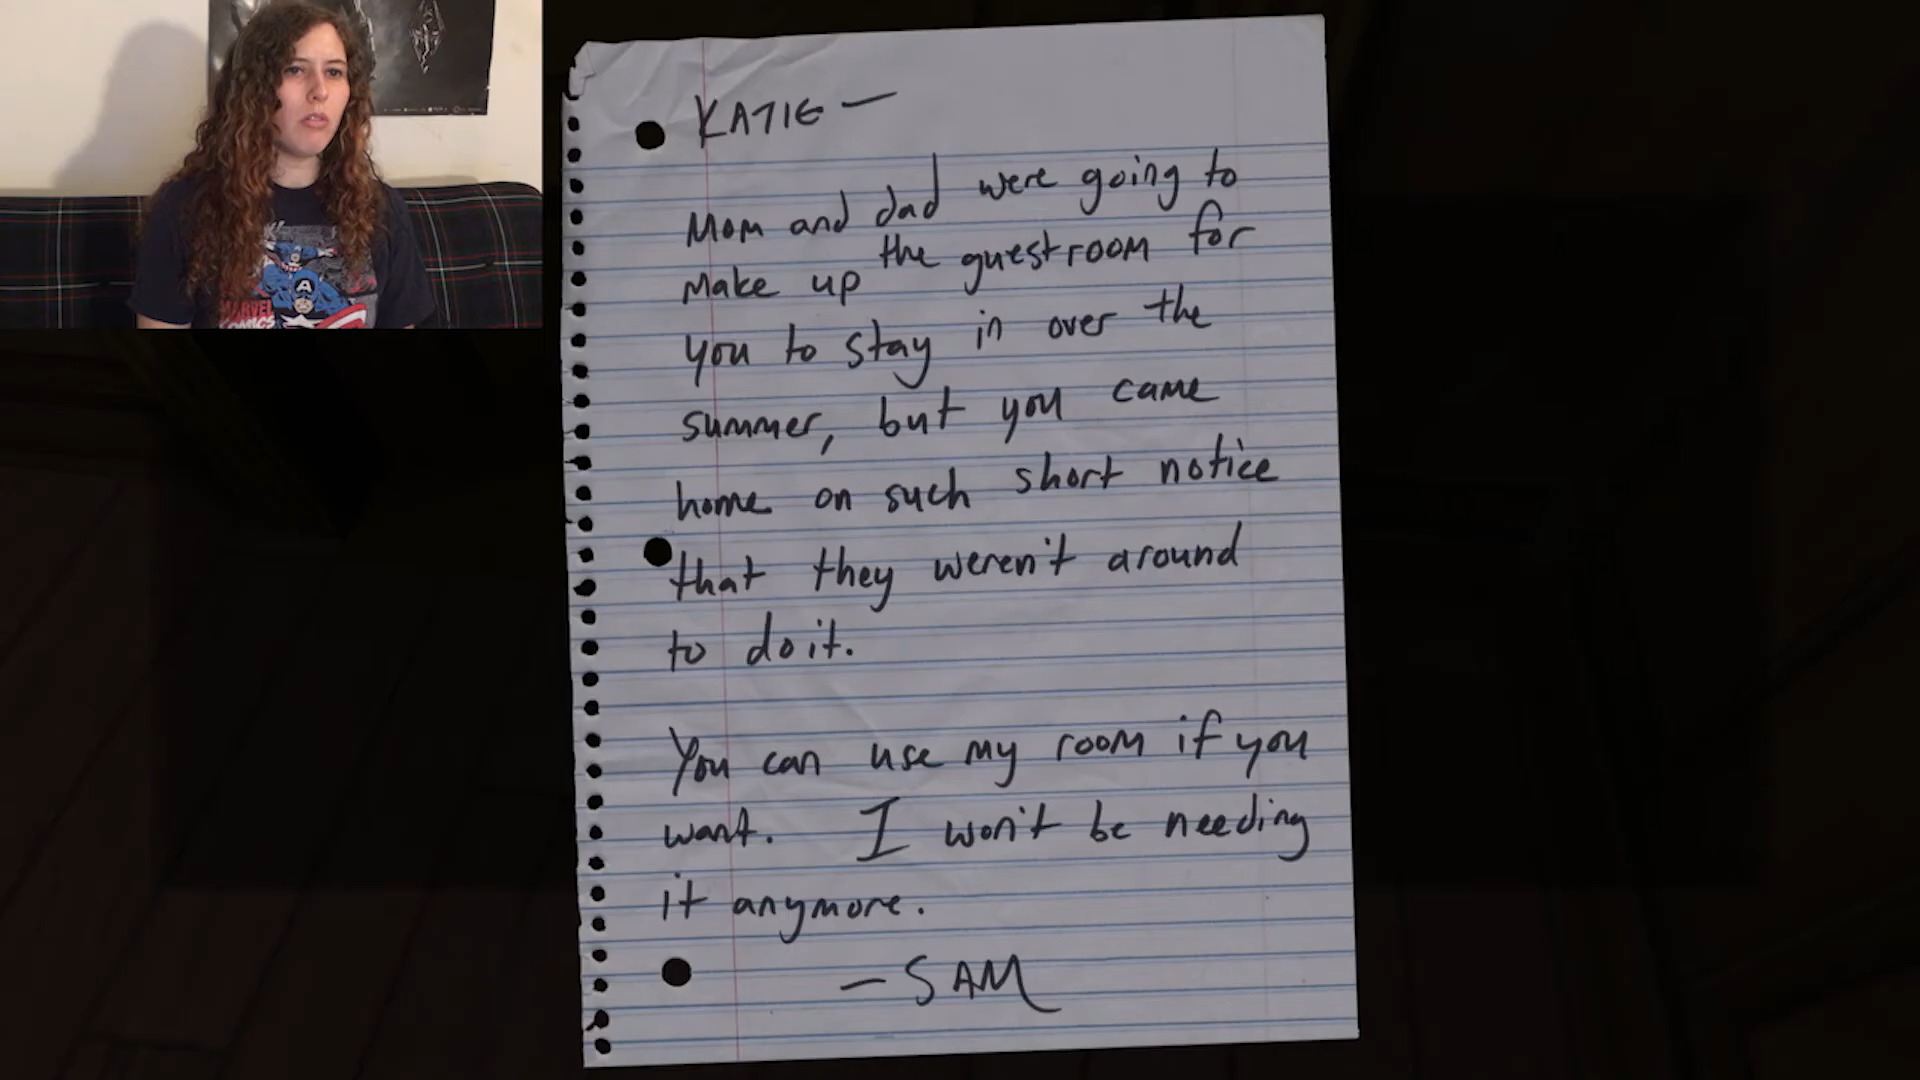 KATIE —
Mom and dad were going to
make up the guestroom for
you to stay in over the
summer, but you came
home on such short notice
that they weren't around
to do it.
You can use my room if you
want. I won't be needing
it anymore.
— SAM
A
MARVEL
COMICS